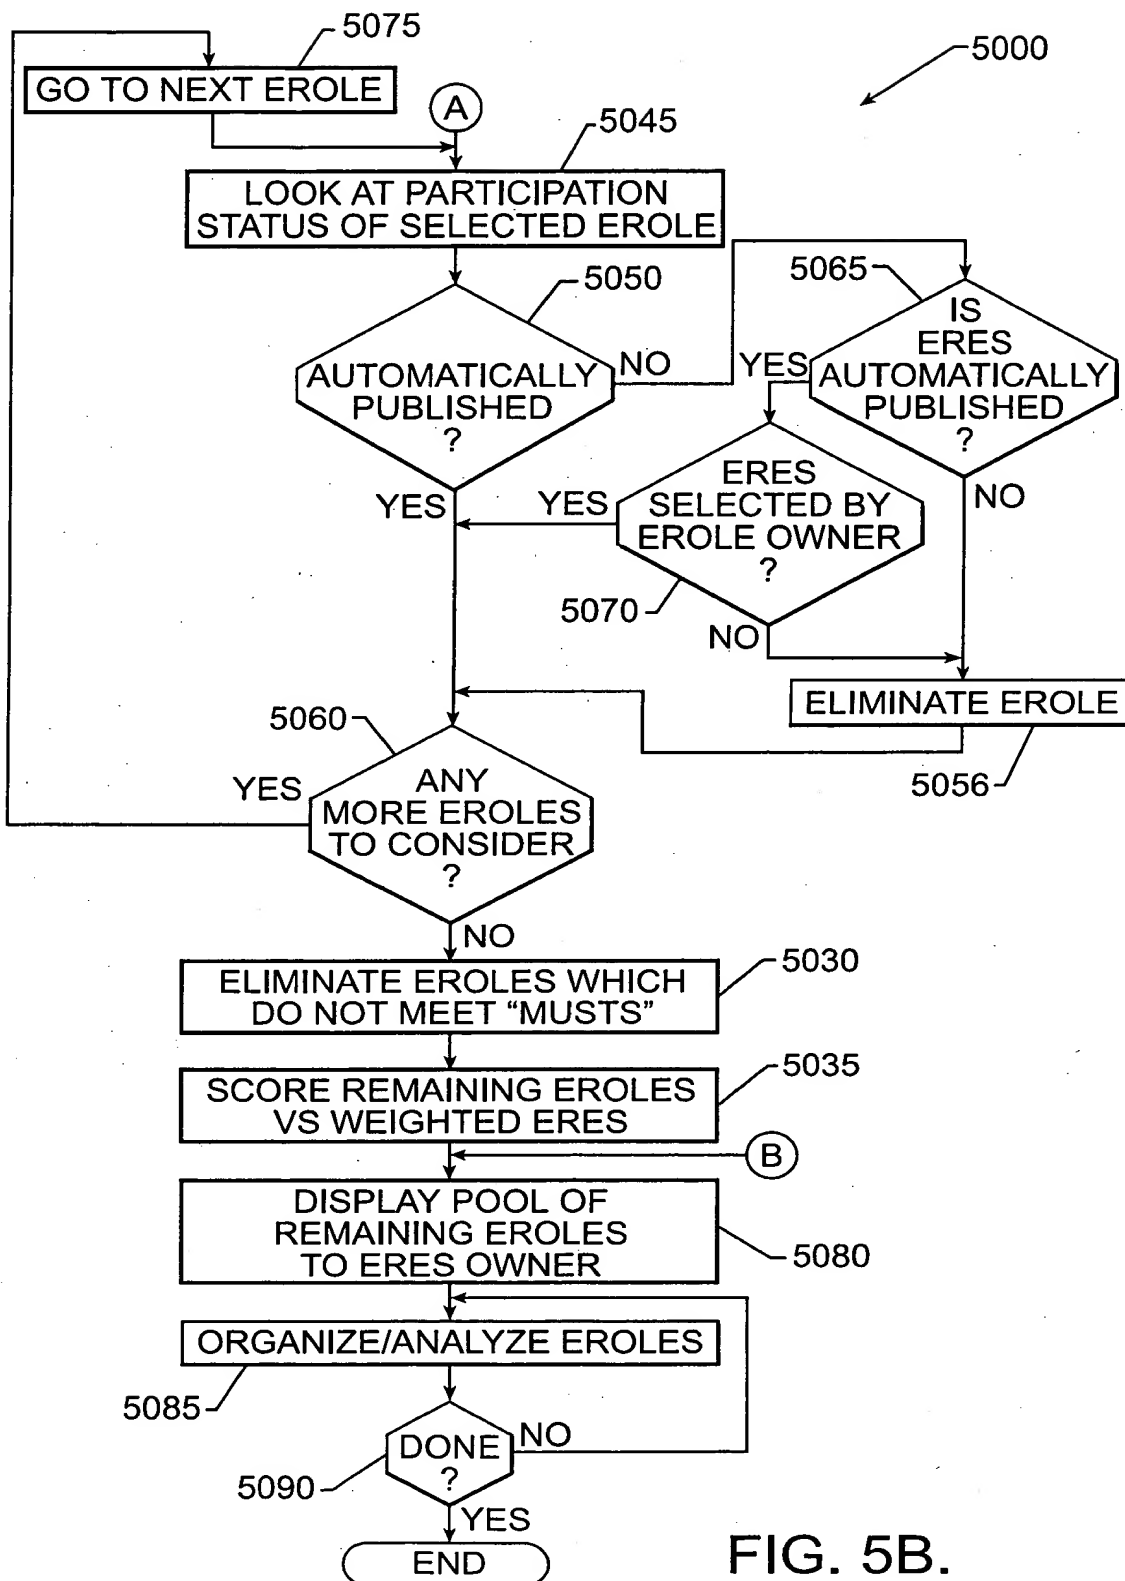 5075
5000
GO TO NEXT EROLE
A
5045
LOOK AT PARTICIPATION
STATUS OF SELECTED EROLE
5050
5065
AUTOMATICALLY
PUBLISHED
?
NO
YES
IS
ERES
AUTOMATICALLY
PUBLISHED
?
YES
NO
ERES
SELECTED BY
EROLE OWNER
?
YES
5070
NO
ELIMINATE EROLE
5056
5060
YES
ANY
MORE EROLES
TO CONSIDER
?
NO
5030
ELIMINATE EROLES WHICH
DO NOT MEET “MUSTS”
5035
SCORE REMAINING EROLES
VS WEIGHTED ERES
B
DISPLAY POOL OF
REMAINING EROLES
TO ERES OWNER
5080
ORGANIZE/ANALYZE EROLES
5085
DONE
?
NO
5090
YES
END
FIG. 5B.